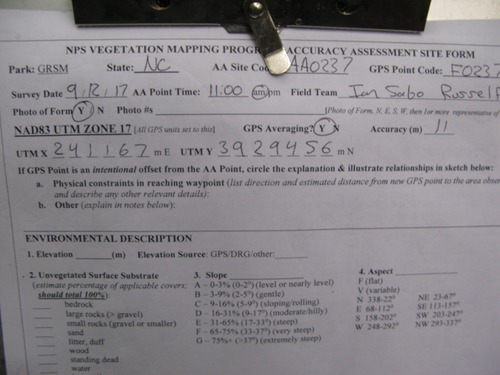 NPS VEGETATION MAPPING PROGRAM ACCURACY ASSESSMENT SITE FORM
Park: GRSM State: NC AA Site Code: AA0237 GPS Point Code: F0237
Survey Date AA Point Time: 11:00 am/pm Field Team Ian Sabo Russell
Photo of Form Y N Photo #s [Photo of Form, N, E, S, W, then 1or more representative of
NAD83 UTM ZONE 17 [All GPS units set to this] GPS Averaging? Y N Accuracy (m) 11
UTM X 241167 m E UTM Y 3929456 m N
If GPS Point is an intentional offset from the AA Point, circle the explanation & illustrate relationships in sketch below:
a. Physical constraints in reaching waypoint (list direction and estimated distance from new GPS point to the area
and describe any other relevant details):
b. Other (explain in notes below):
ENVIRONMENTAL DESCRIPTION
1. Elevation (m) Elevation Source: GPS/DRG/other:
2. Unvegetated Surface Substrate 3. Slope 4. Aspect
(estimate percentage of applicable covers: A – 0-3% (0-2°) (level or nearly level) F (flat)
should total 100%): B – 3-9% (2-5°) (gentle) V (variable)
bedrock C – 9-16% (5-9°) (sloping/rolling) N 338-22° NE 23-67°
large rocks (> gravel) D – 16-31% (9-17°) (moderate/hilly) E 68-112° SE 113-157°
small rocks (gravel or smaller) E – 31-65% (17-33°) (steep) S 158-202° SW 203-247°
sand F – 65-75% (33-37°) (very steep) W 248-292° NW 293-337°
litter, duff G – 75%+ (>37°) (extremely steep)
wood
standing dead
water